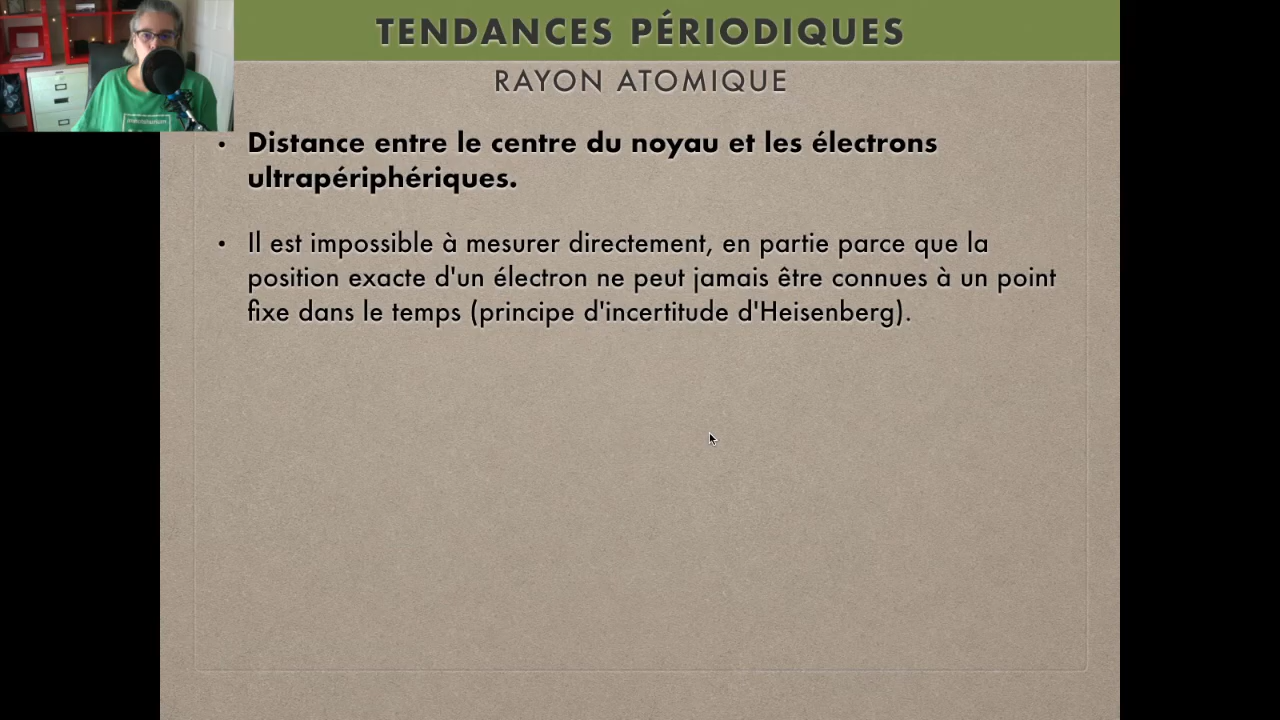 TENDANCES PÉRIODIQUES
RAYON ATOMIQUE
• Distance entre le centre du noyau et les électrons
ultrapériphériques.
• Il est impossible à mesurer directement, en partie parce que la
position exacte d'un électron ne peut jamais être connues à un point
fixe dans le temps (principe d'incertitude d'Heisenberg).